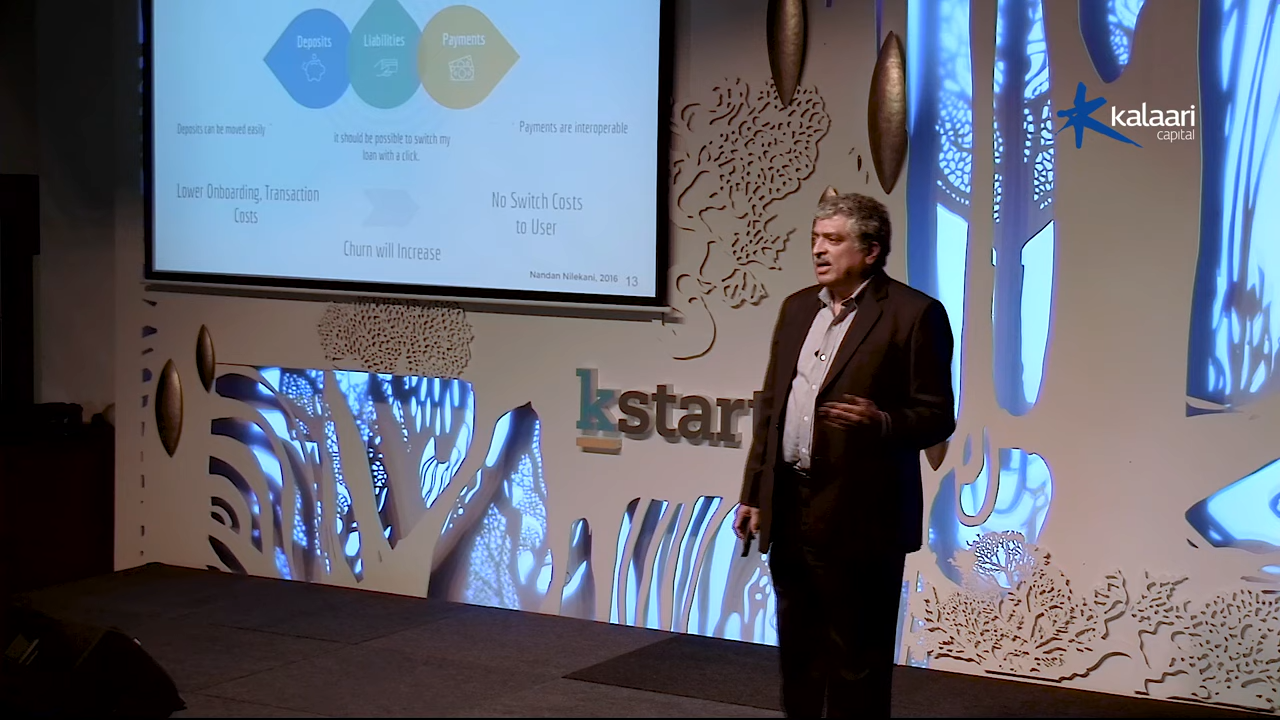 Deposits
Liabilities
Payments
Deposits can be moved easily
It should be possible to switch my
loan with a click.
Payments are interoperable
Lower Onboarding, Transaction
Costs
Churn will Increase
No Switch Costs
to User
Nandan Nilekani, 2016 13
kalaari
capital
kstart